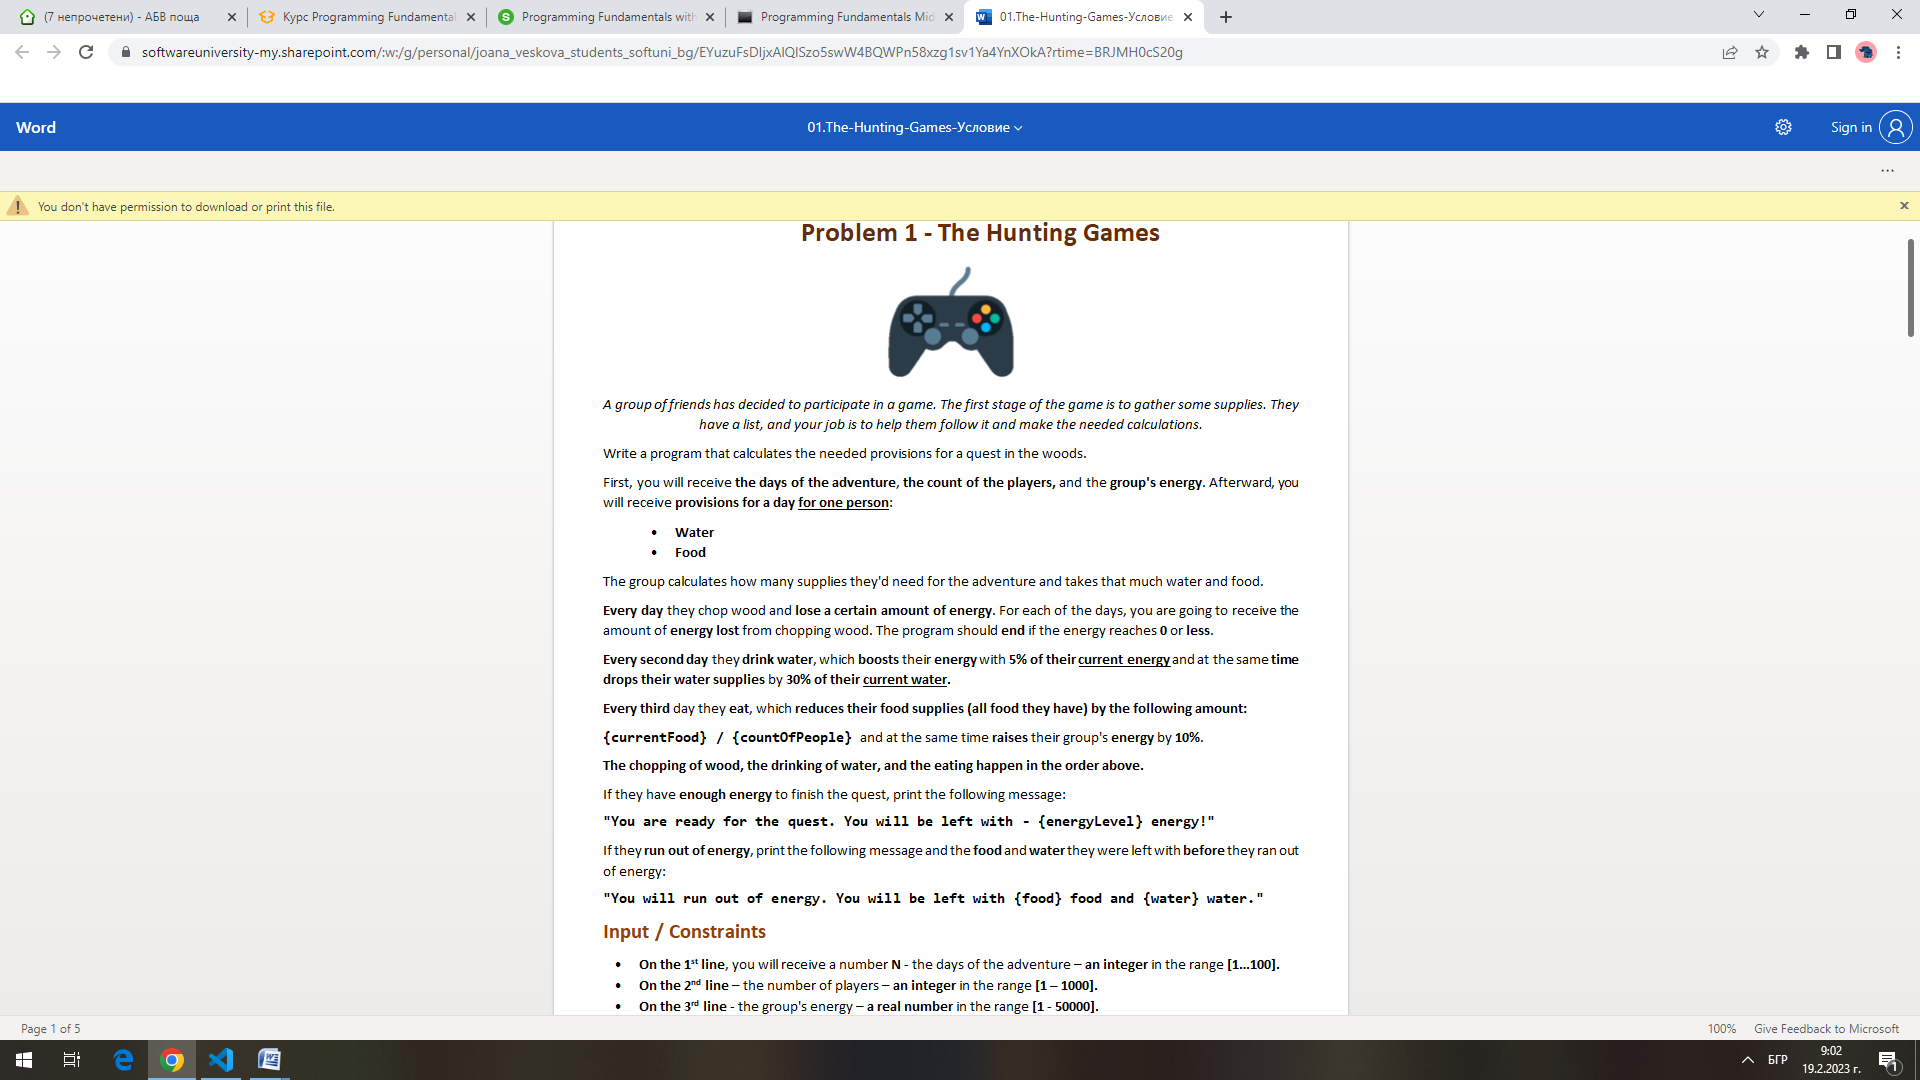 (7 непрочетени) - АБВ поща
Курс Programming Fundamental
Programming Fundamentals with
Programming Fundamentals Mid
01.The-Hunting-Games-Условие
softwareuniversity-my.sharepoint.com/:w:/g/personal/joana_veskova_students_softuni_bg/EYuzuFsDljxAlQlSzo5swW4BQWPn58xzg1sv1Ya4YnXOkA?rtime=BRJMH0cS20g
Word
01.The-Hunting-Games-Условие
Sign in
You don't have permission to download or print this file.
Problem 1 - The Hunting Games
A group of friends has decided to participate in a game. The first stage of the game is to gather some supplies. They
have a list, and your job is to help them follow it and make the needed calculations.
Write a program that calculates the needed provisions for a quest in the woods.
First, you will receive the days of the adventure, the count of the players, and the group's energy. Afterward, you
will receive provisions for a day for one person:
• Water
• Food
The group calculates how many supplies they'd need for the adventure and takes that much water and food.
Every day they chop wood and lose a certain amount of energy. For each of the days, you are going to receive the
amount of energy lost from chopping wood. The program should end if the energy reaches 0 or less.
Every second day they drink water, which boosts their energy with 5% of their current energy and at the same time
drops their water supplies by 30% of their current water.
Every third day they eat, which reduces their food supplies (all food they have) by the following amount:
{currentFood} / {countOfPeople} and at the same time raises their group's energy by 10%.
The chopping of wood, the drinking of water, and the eating happen in the order above.
If they have enough energy to finish the quest, print the following message:
"You are ready for the quest. You will be left with - {energyLevel} energy!"
If they run out of energy, print the following message and the food and water they were left with before they ran out
of energy:
"You will run out of energy. You will be left with {food} food and {water} water."
Input / Constraints
• On the 1st line, you will receive a number N - the days of the adventure – an integer in the range [1…100].
• On the 2nd line – the number of players – an integer in the range [1 – 1000].
• On the 3rd line - the group's energy – a real number in the range [1 - 50000].
Page 1 of 5
100%
Give Feedback to Microsoft
БГР
9:02
19.2.2023 г.
1